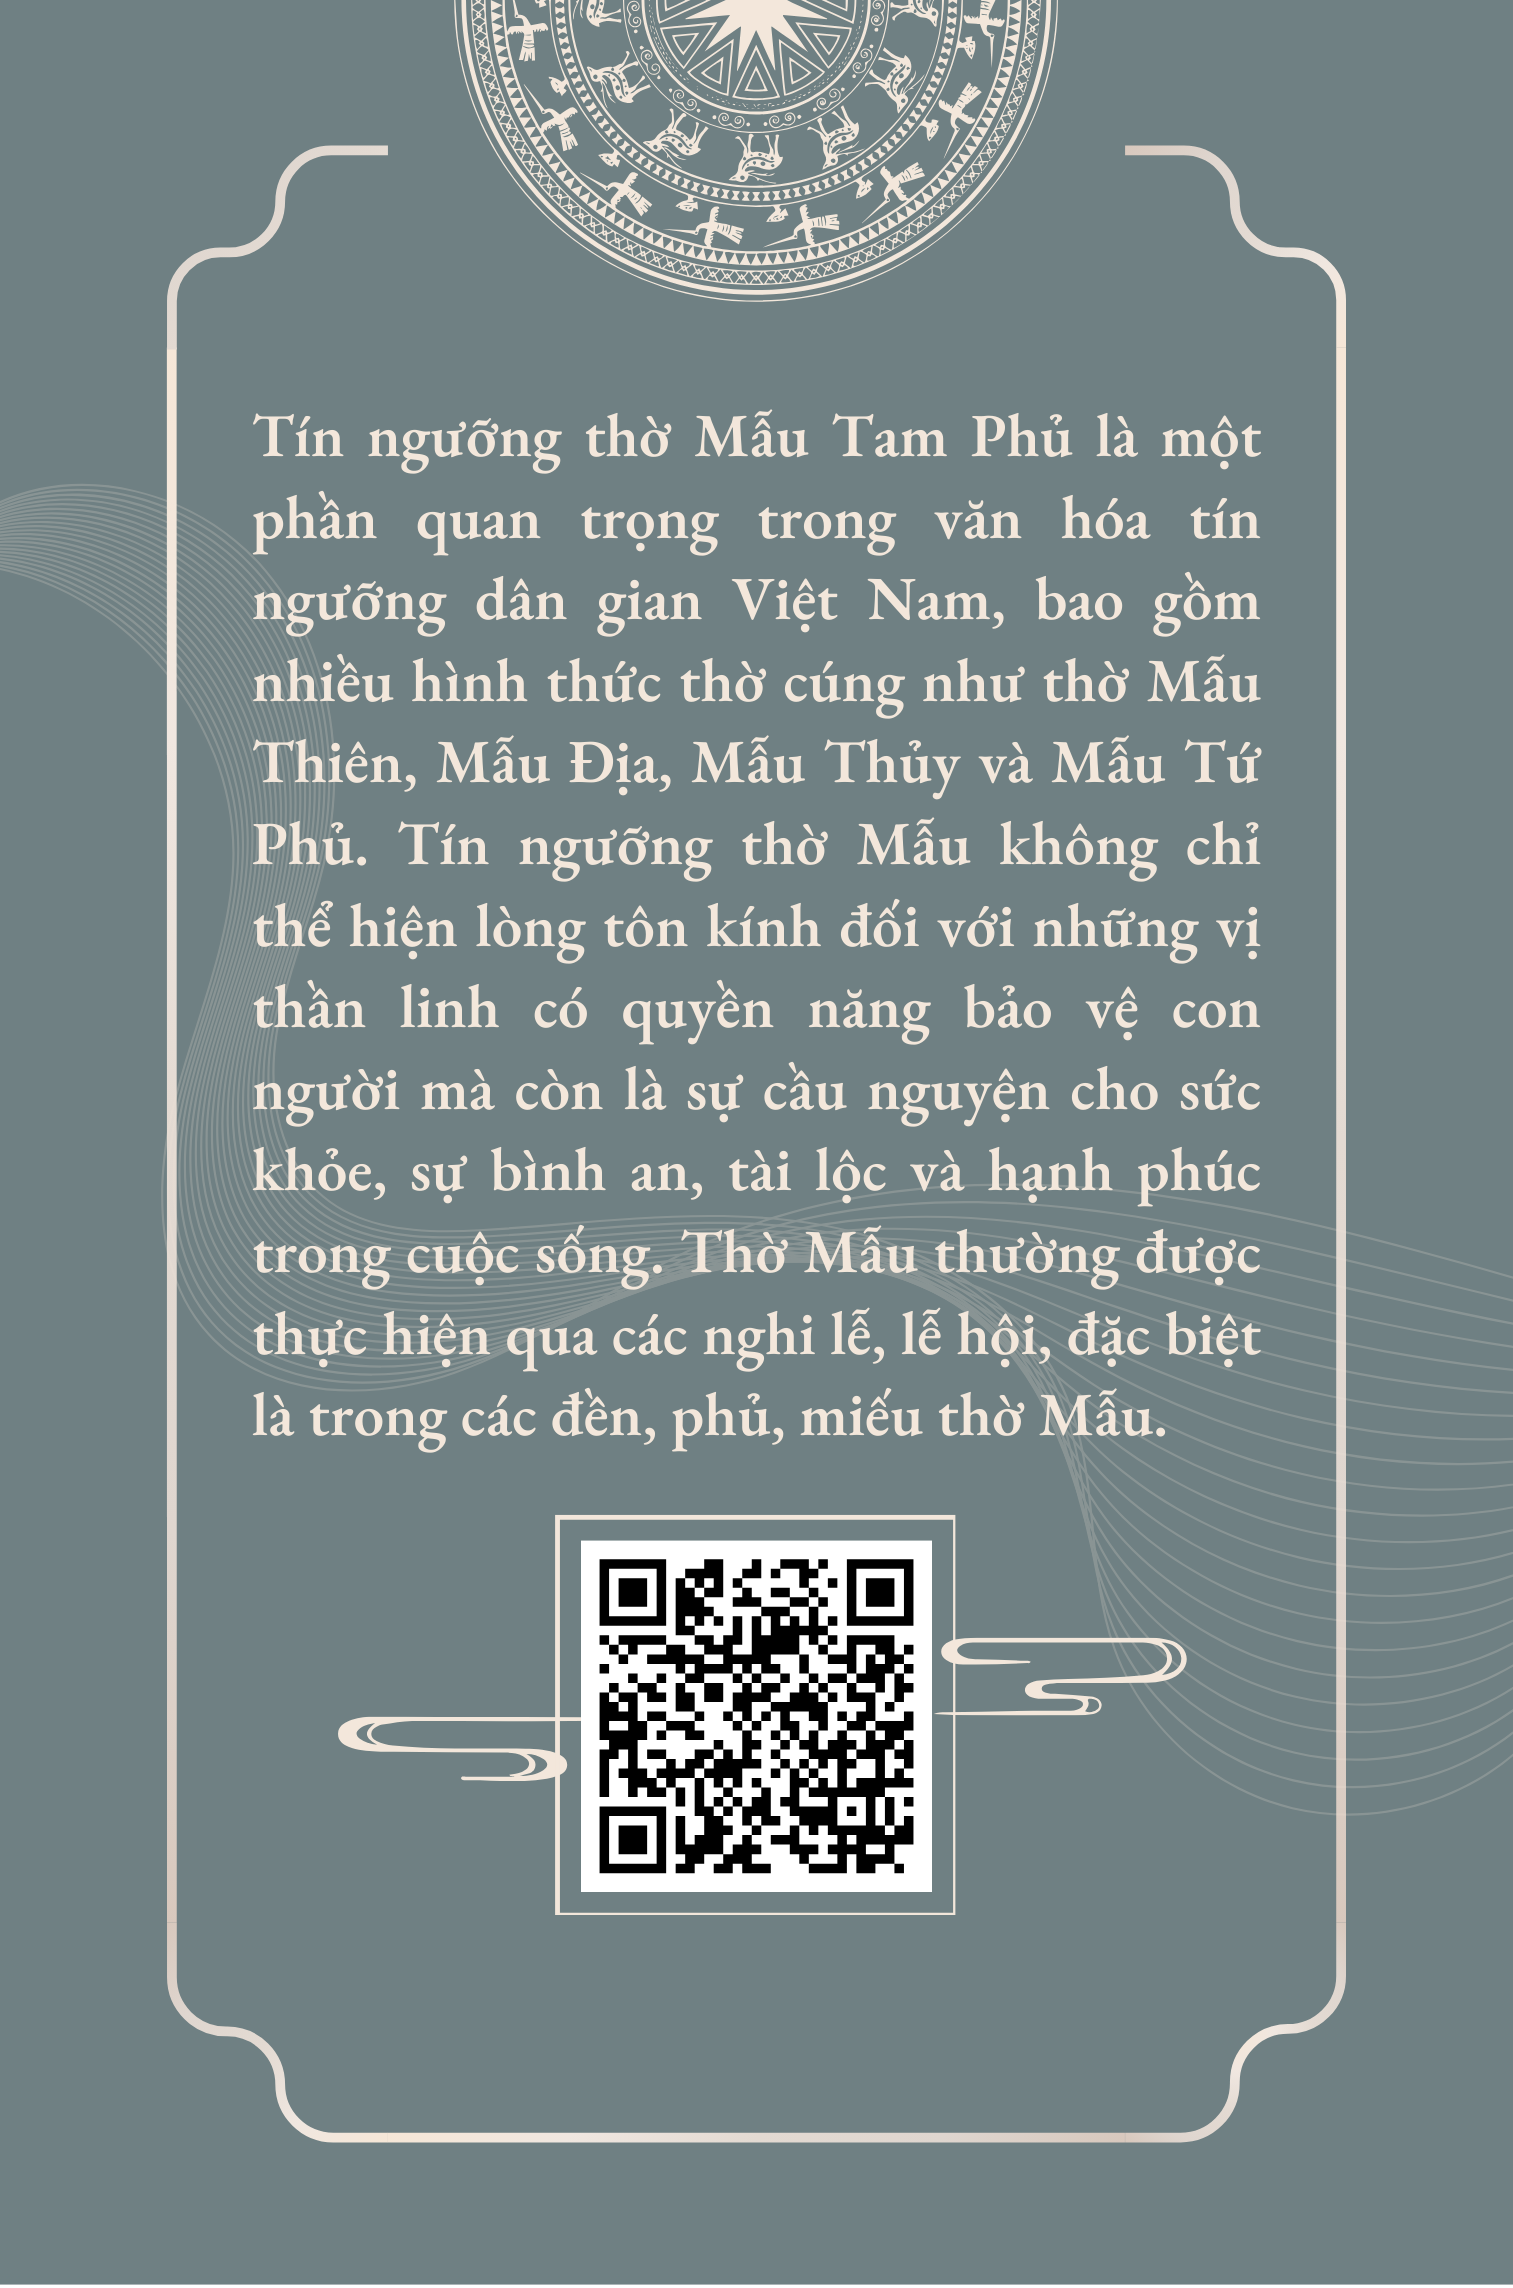 Tín ngưỡng thờ Mẫu Tam Phủ là một
phần quan trọng trong văn hóa tín
ngưỡng dân gian Việt Nam, bao gồm
nhiều hình thức thờ cúng như thờ Mẫu
Thiên, Mẫu Địa, Mẫu Thủy và Mẫu Tứ
Phủ. Tín ngưỡng thờ Mẫu không chỉ
thể hiện lòng tôn kính đối với những vị
thần linh có quyền năng bảo vệ con
người mà còn là sự cầu nguyện cho sức
khỏe, sự bình an, tài lộc và hạnh phúc
trong cuộc sống. Thờ Mẫu thường được
thực hiện qua các nghi lễ, lễ hội, đặc biệt
là trong các đền, phủ, miếu thờ Mẫu.